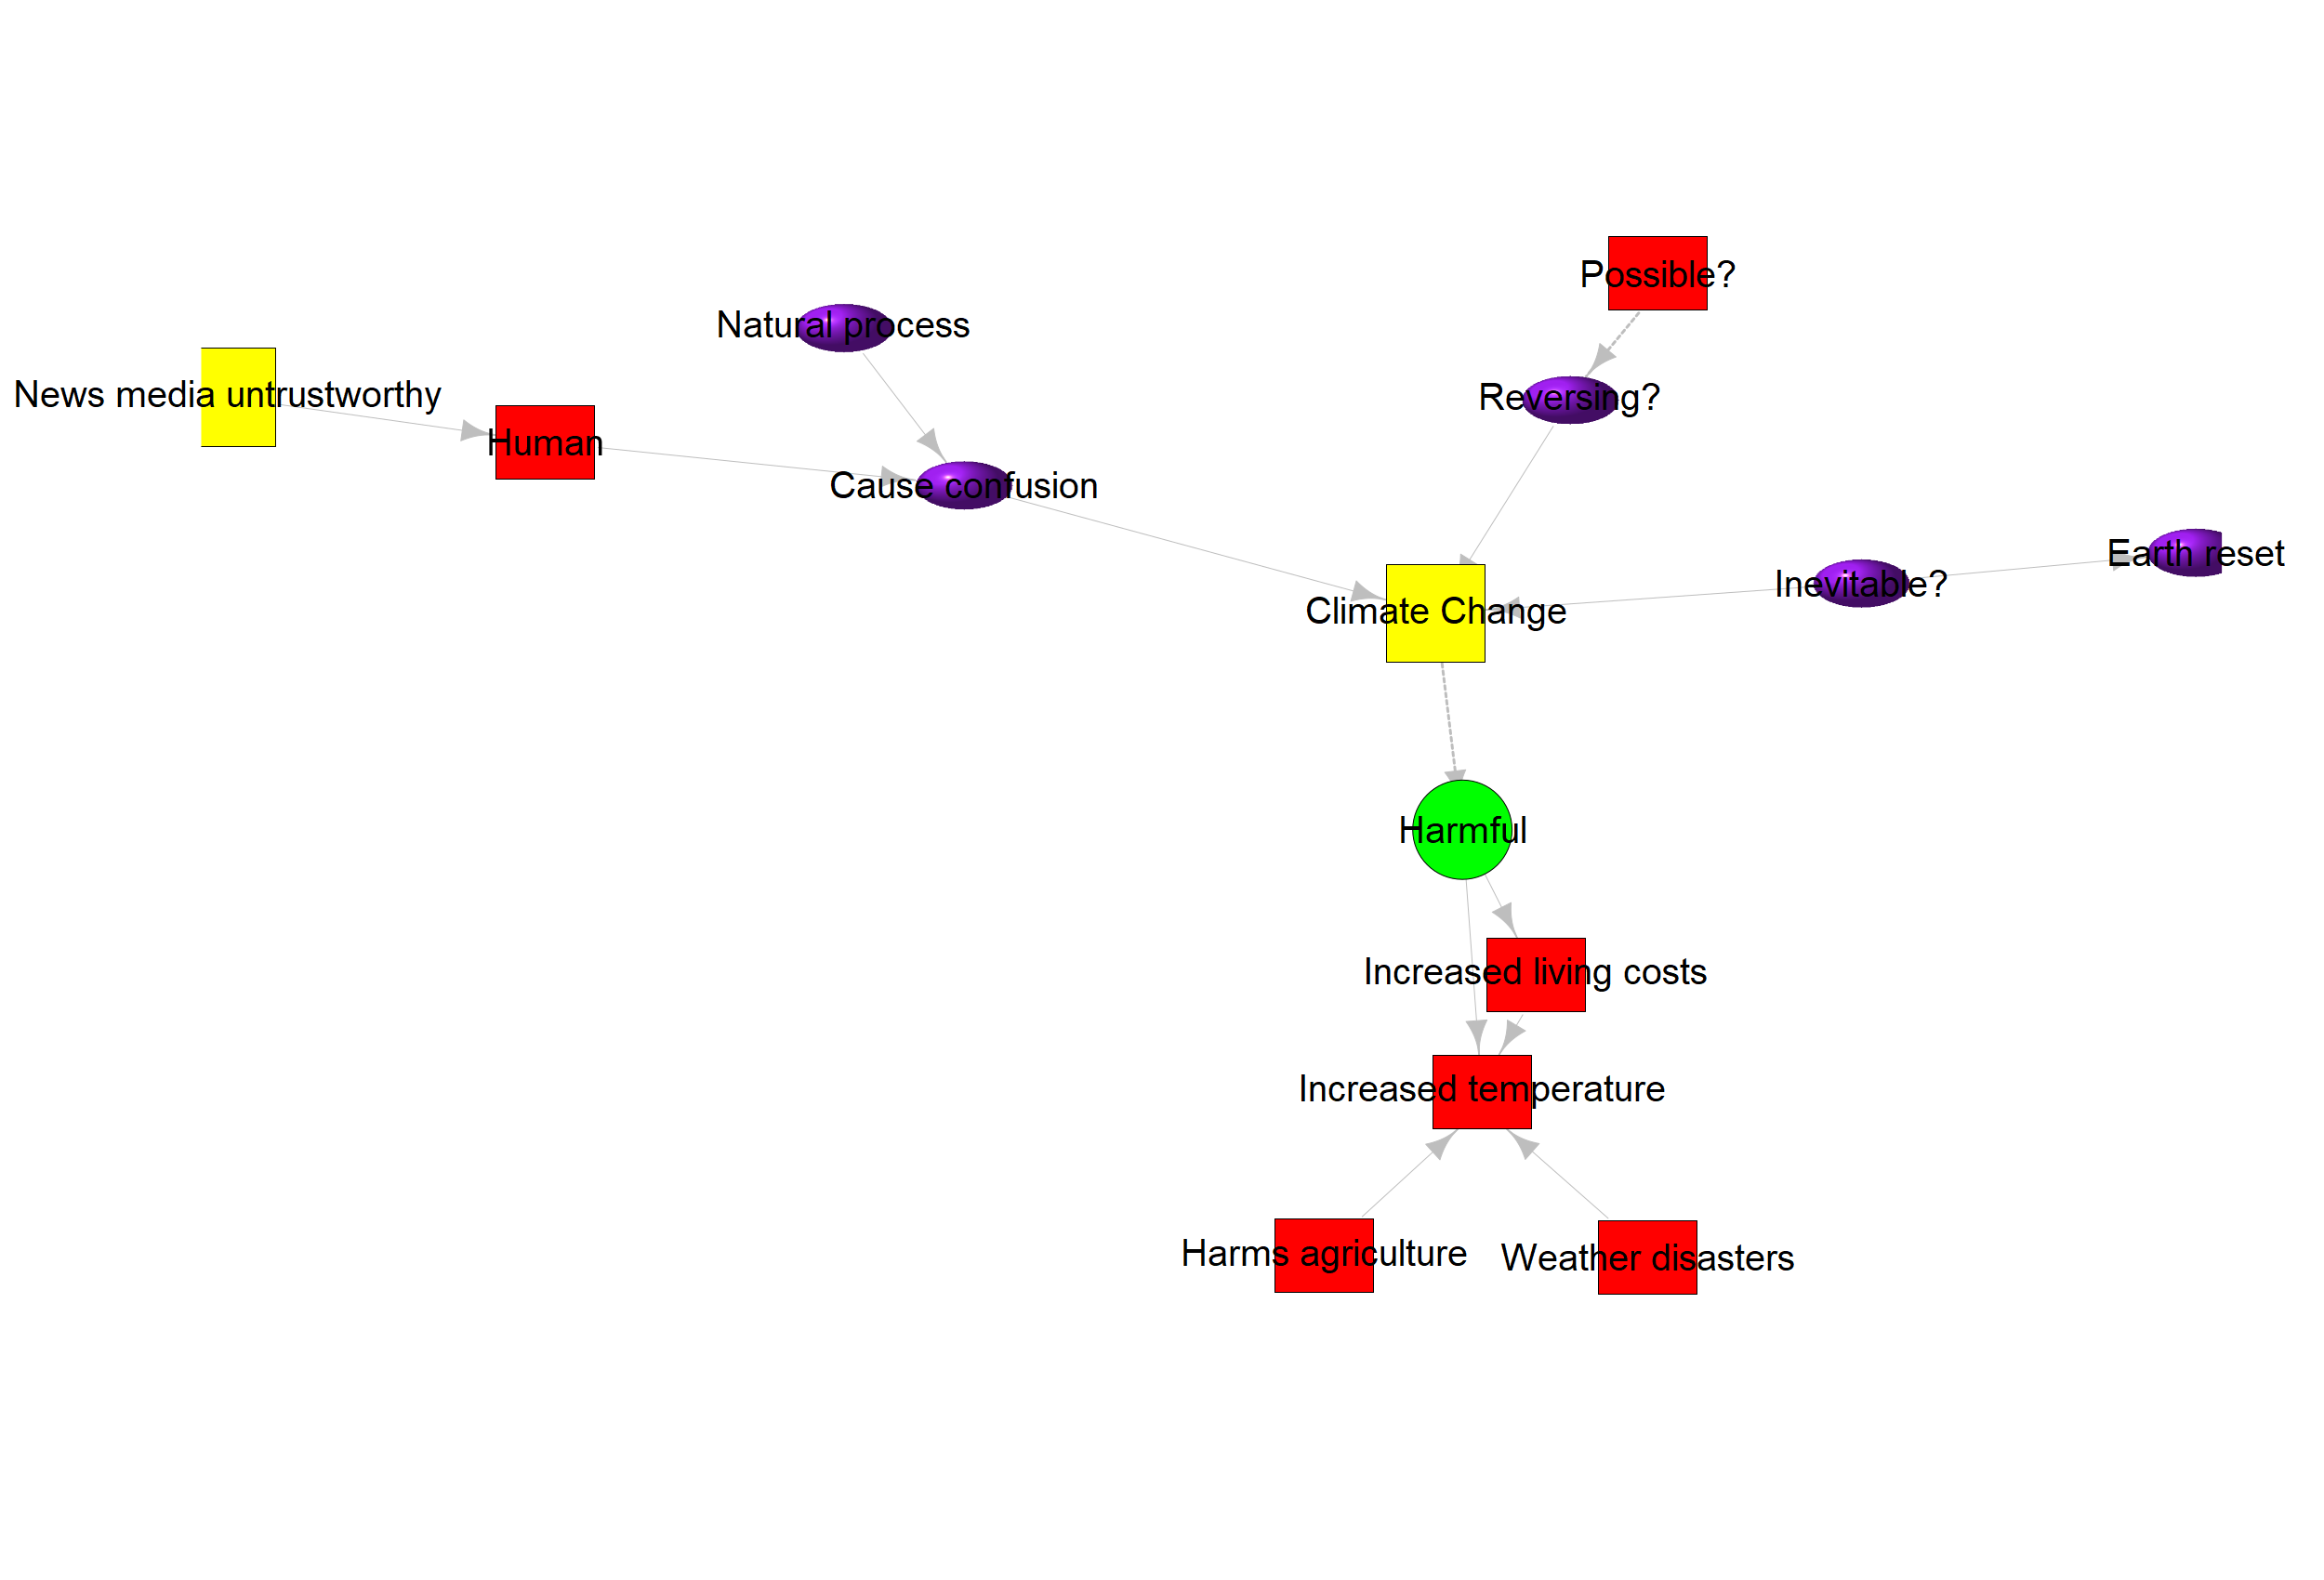 Possible?
Natural process
News media untrustworthy
Reversing?
Human
Cause confusion
Earth reset
Inevitable?
Climate Change
Harmful
Increased living costs
Increased temperature
Harms agriculture
Weather disasters